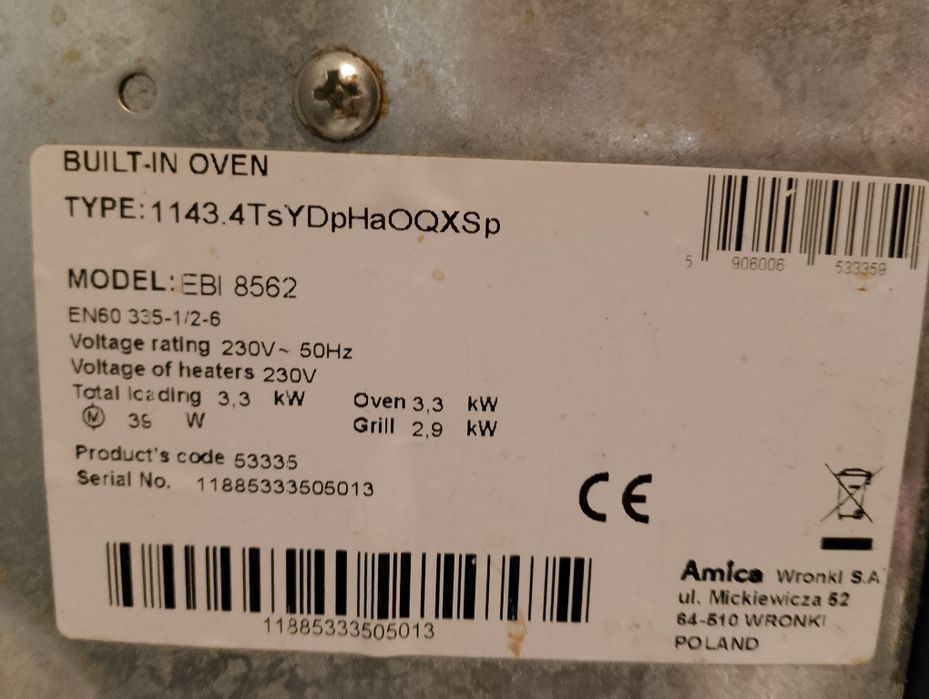 BUILT-IN OVEN
TYPE: 1143.4TsYDpHaOQXSp
5 906006 533359
MODEL: EBI 8562
EN60 335-1/2-6
Voltage rating 230V~ 50Hz
Voltage of heaters 230V
Total loading 3,3 kW Oven 3,3 kW
M W Grill 2,9 kW
Product's code 53335
Serial No. 11885333505013
CE
11885333505013
Amica Wronki S.A
ul. Mickiewicza 52
64-510 WRONKI
POLAND